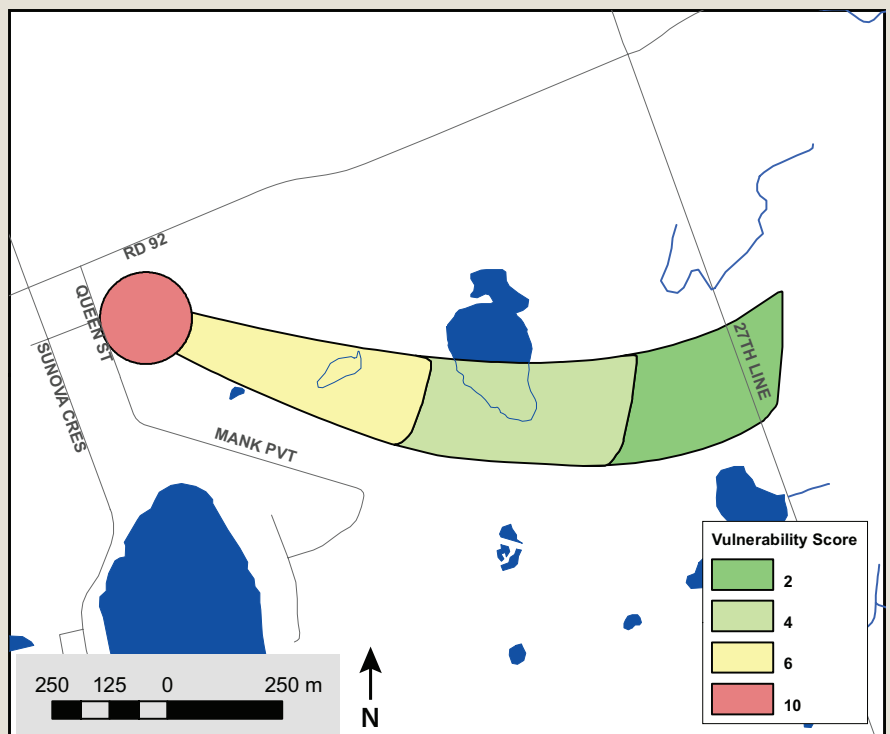 RD 92
QUEEN ST
SUNOVA CRES
MANK PVT
27TH LINE
Vulnerability Score
2
4
6
10
250 125 0 250 m
N